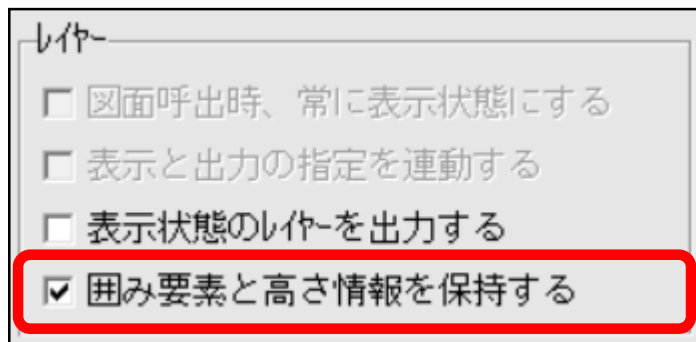 レイヤー
図面呼出時、常に表示状態にする
表示と出力の指定を連動する
表示状態のレイヤーを出力する
囲み要素と高さ情報を保持する